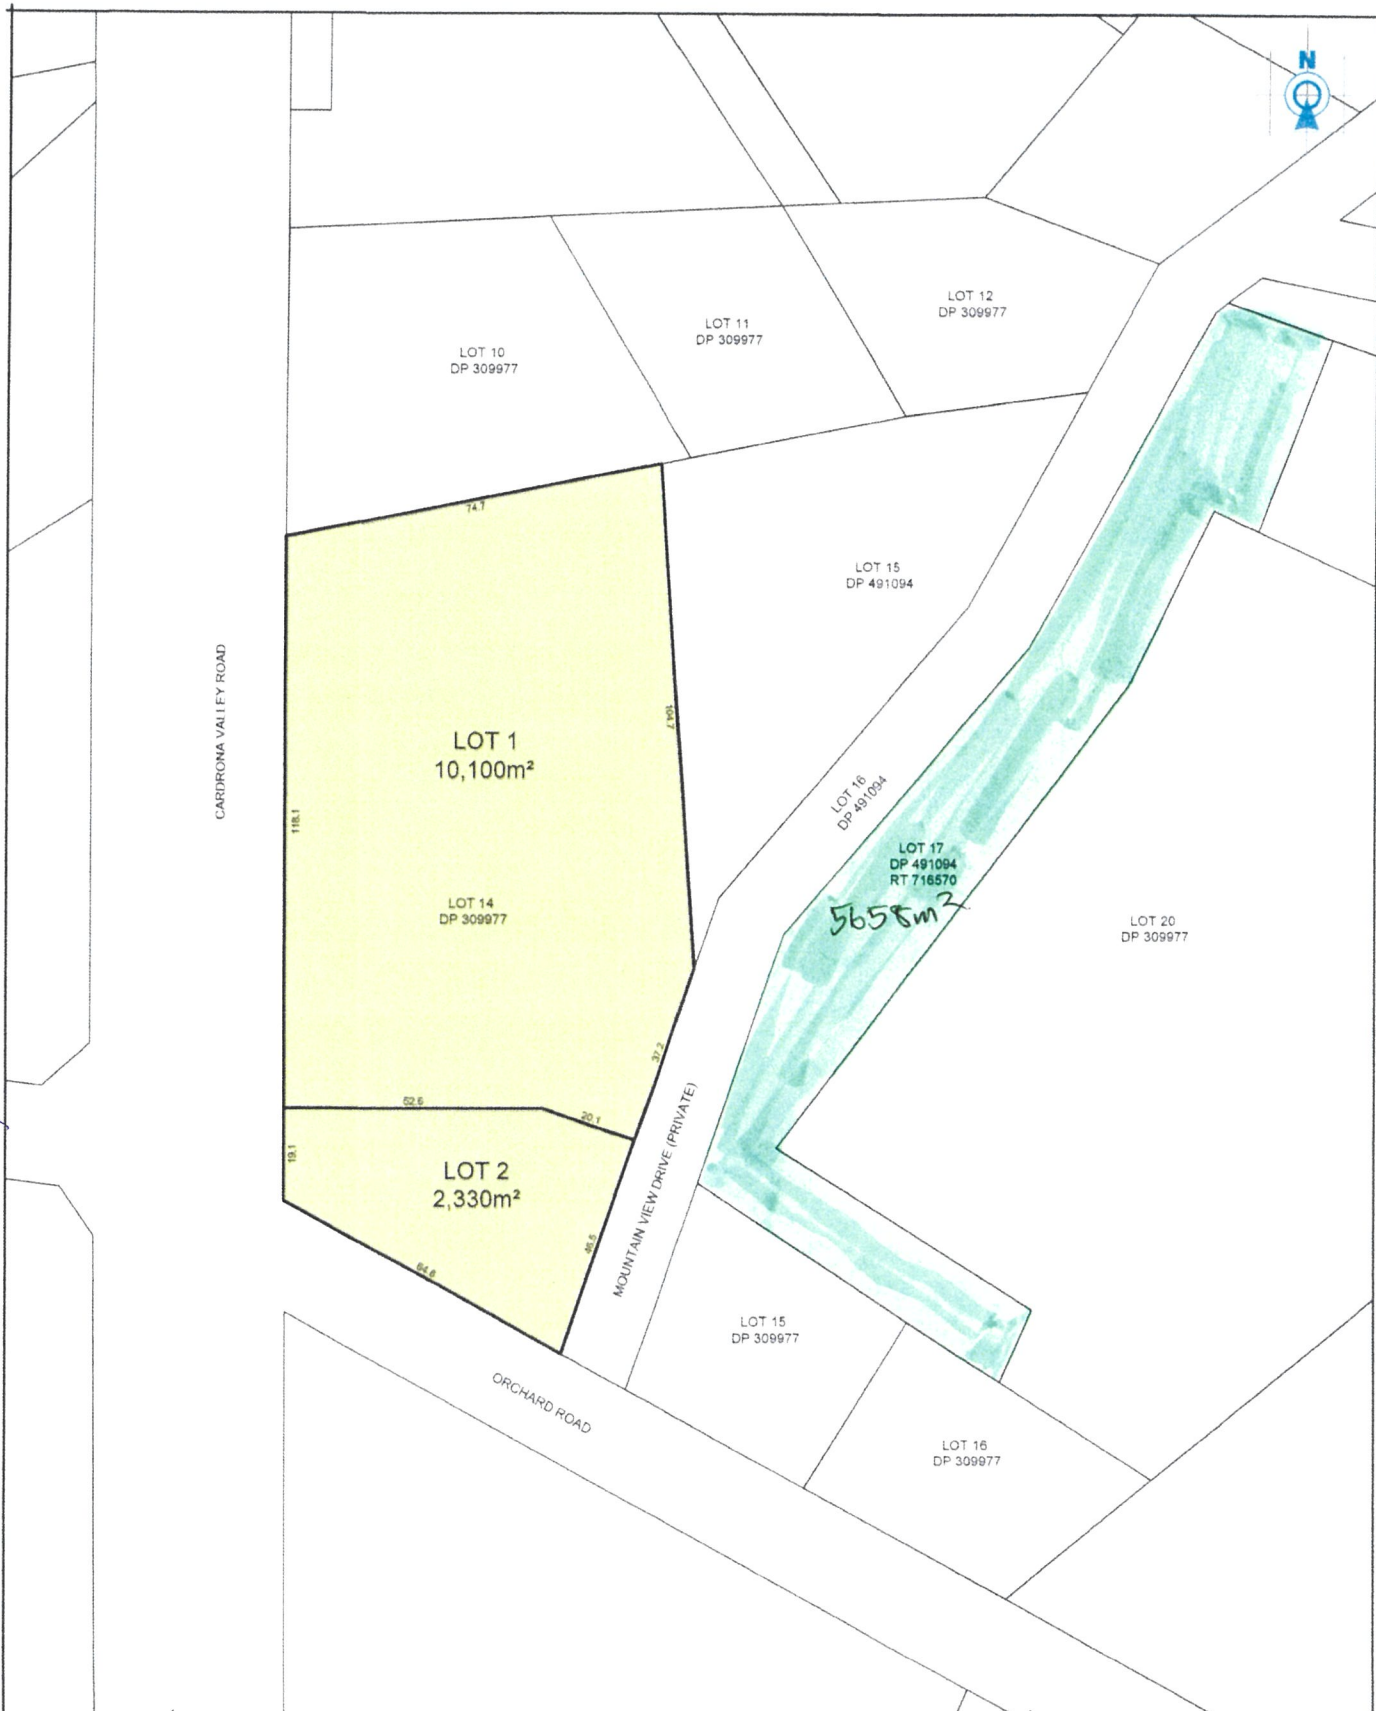 N
LOT 12
DP 309977
LOT 11
DP 309977
LOT 10
DP 309977
74.7
LOT 15
DP 491094
CARDRONA VALLEY ROAD
104.7
LOT 1
10,100m²
118.1
LOT 16
DP 491094
LOT 17
DP 491094
RT 716570
5658m²
LOT 14
DP 309977
LOT 20
DP 309977
37.2
52.6
20.1
19.1
LOT 2
2,330m²
MOUNTAIN VIEW DRIVE (PRIVATE)
46.5
64.6
LOT 15
DP 309977
ORCHARD ROAD
LOT 16
DP 309977